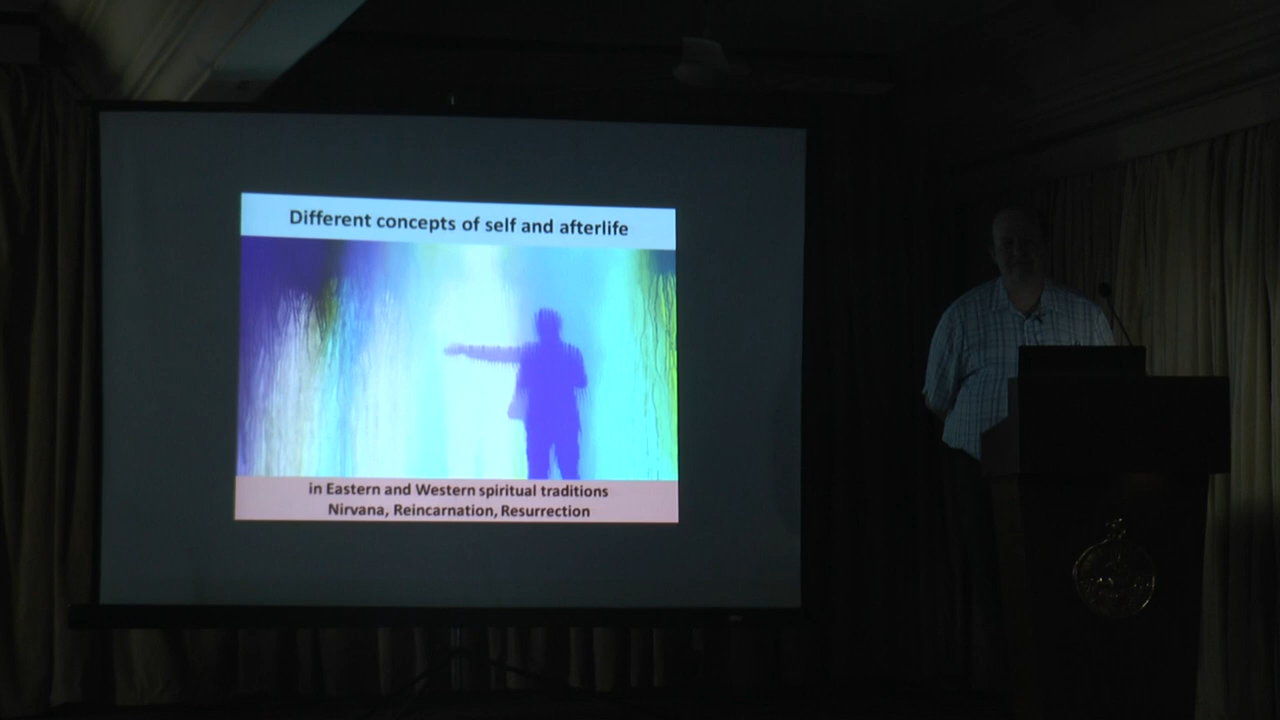 Different concepts of self and afterlife
in Eastern and Western spiritual traditions
Nirvana, Reincarnation, Resurrection